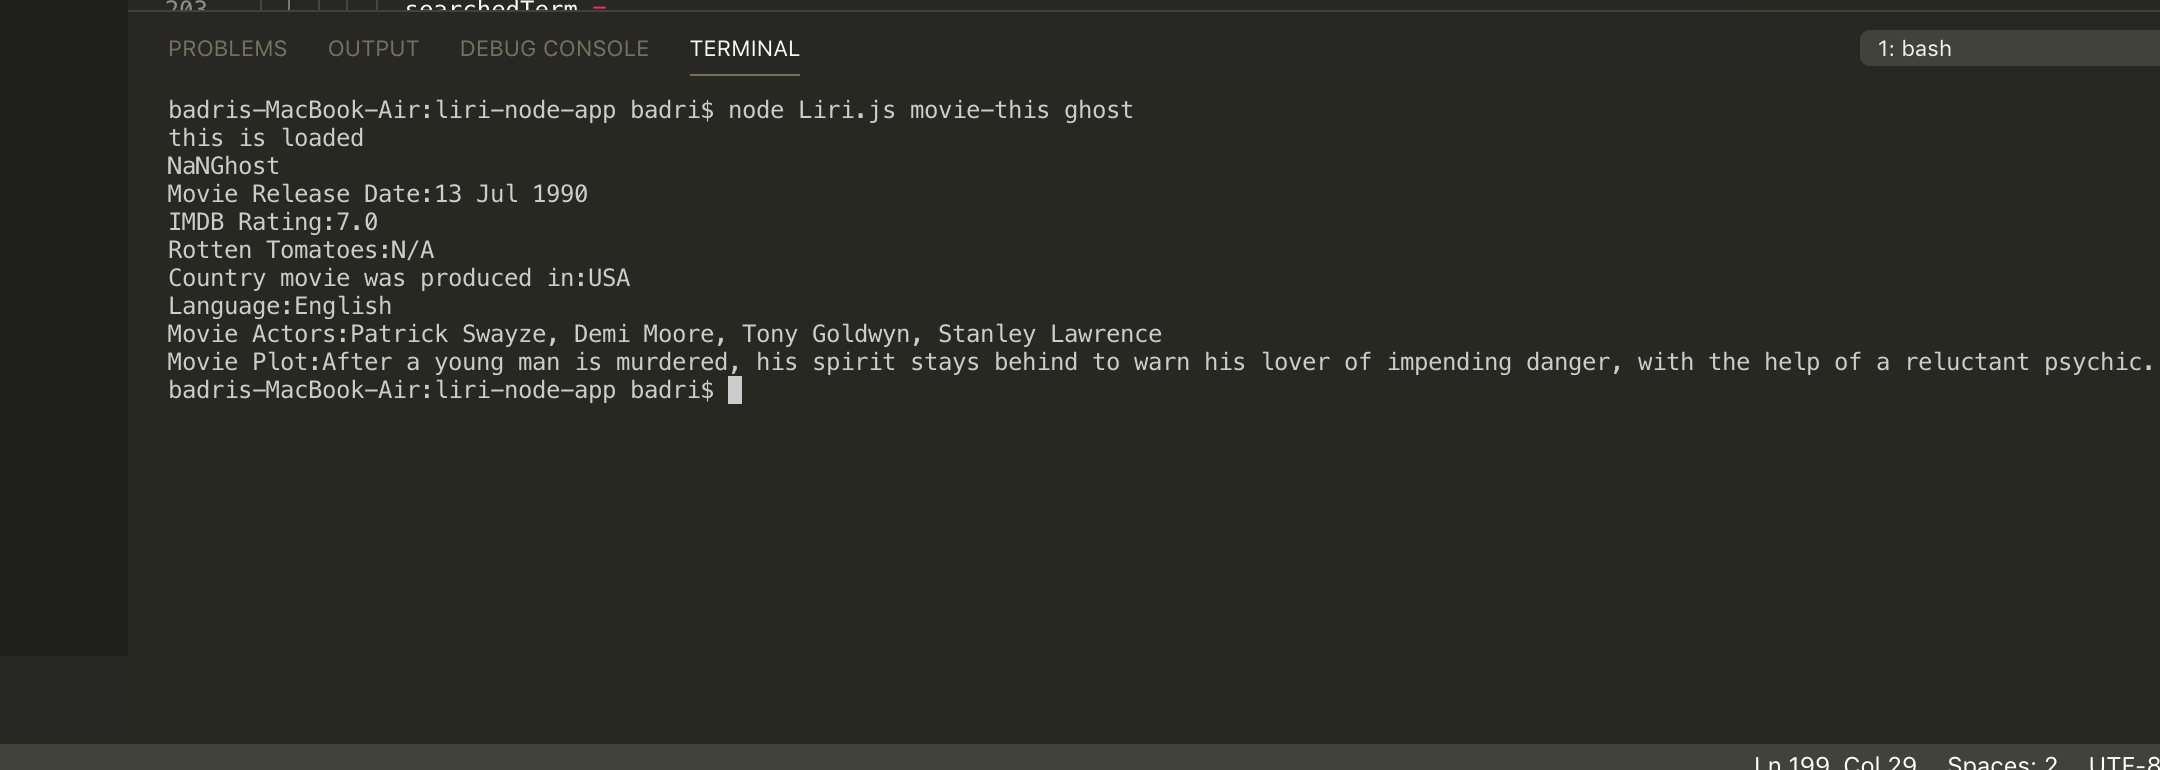 203 searchedTerm =
PROBLEMS OUTPUT DEBUG CONSOLE TERMINAL 1: bash
badris-MacBook-Air:liri-node-app badri$ node Liri.js movie-this ghost
this is loaded
NaNGhost
Movie Release Date:13 Jul 1990
IMDB Rating:7.0
Rotten Tomatoes:N/A
Country movie was produced in:USA
Language:English
Movie Actors:Patrick Swayze, Demi Moore, Tony Goldwyn, Stanley Lawrence
Movie Plot:After a young man is murdered, his spirit stays behind to warn his lover of impending danger, with the help of a reluctant psychic.
badris-MacBook-Air:liri-node-app badri$
Ln 199, Col 29 Spaces: 2 UTF-8